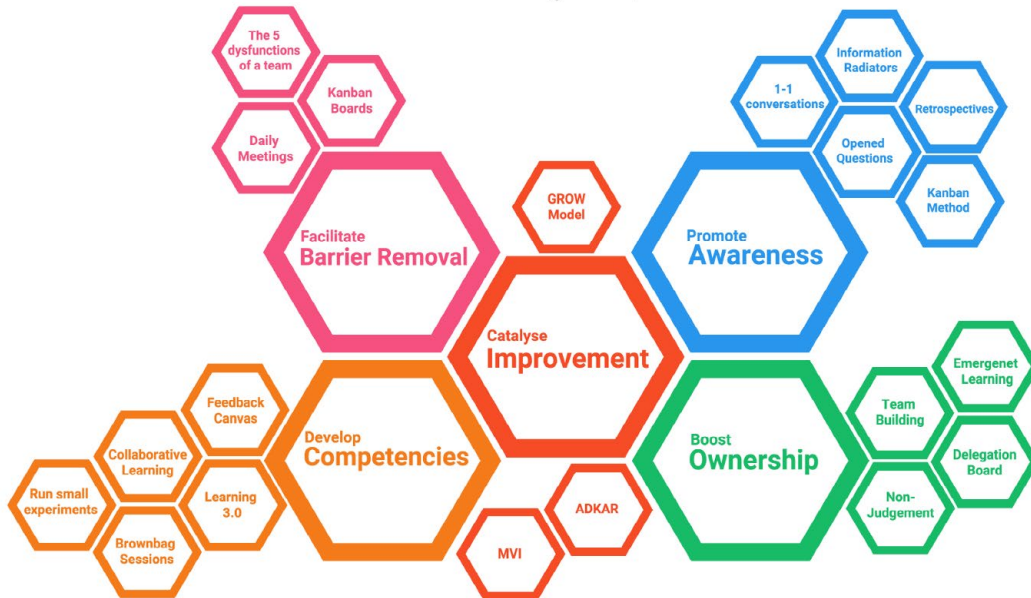 The 5
dysfunctions
of a team
Kanban
Boards
Daily
Meetings
Facilitate
Barrier Removal
GROW
Model
Information
Radiators
1-1
conversations
Retrospectives
Opened
Questions
Kanban
Method
Promote
Awareness
Catalyse
Improvement
Feedback
Canvas
Collaborative
Learning
Run small
experiments
Learning
3.0
Brownbag
Sessions
Develop
Competencies
MVI
ADKAR
Boost
Ownership
Emergenet
Learning
Team
Building
Delegation
Board
Non-
Judgement